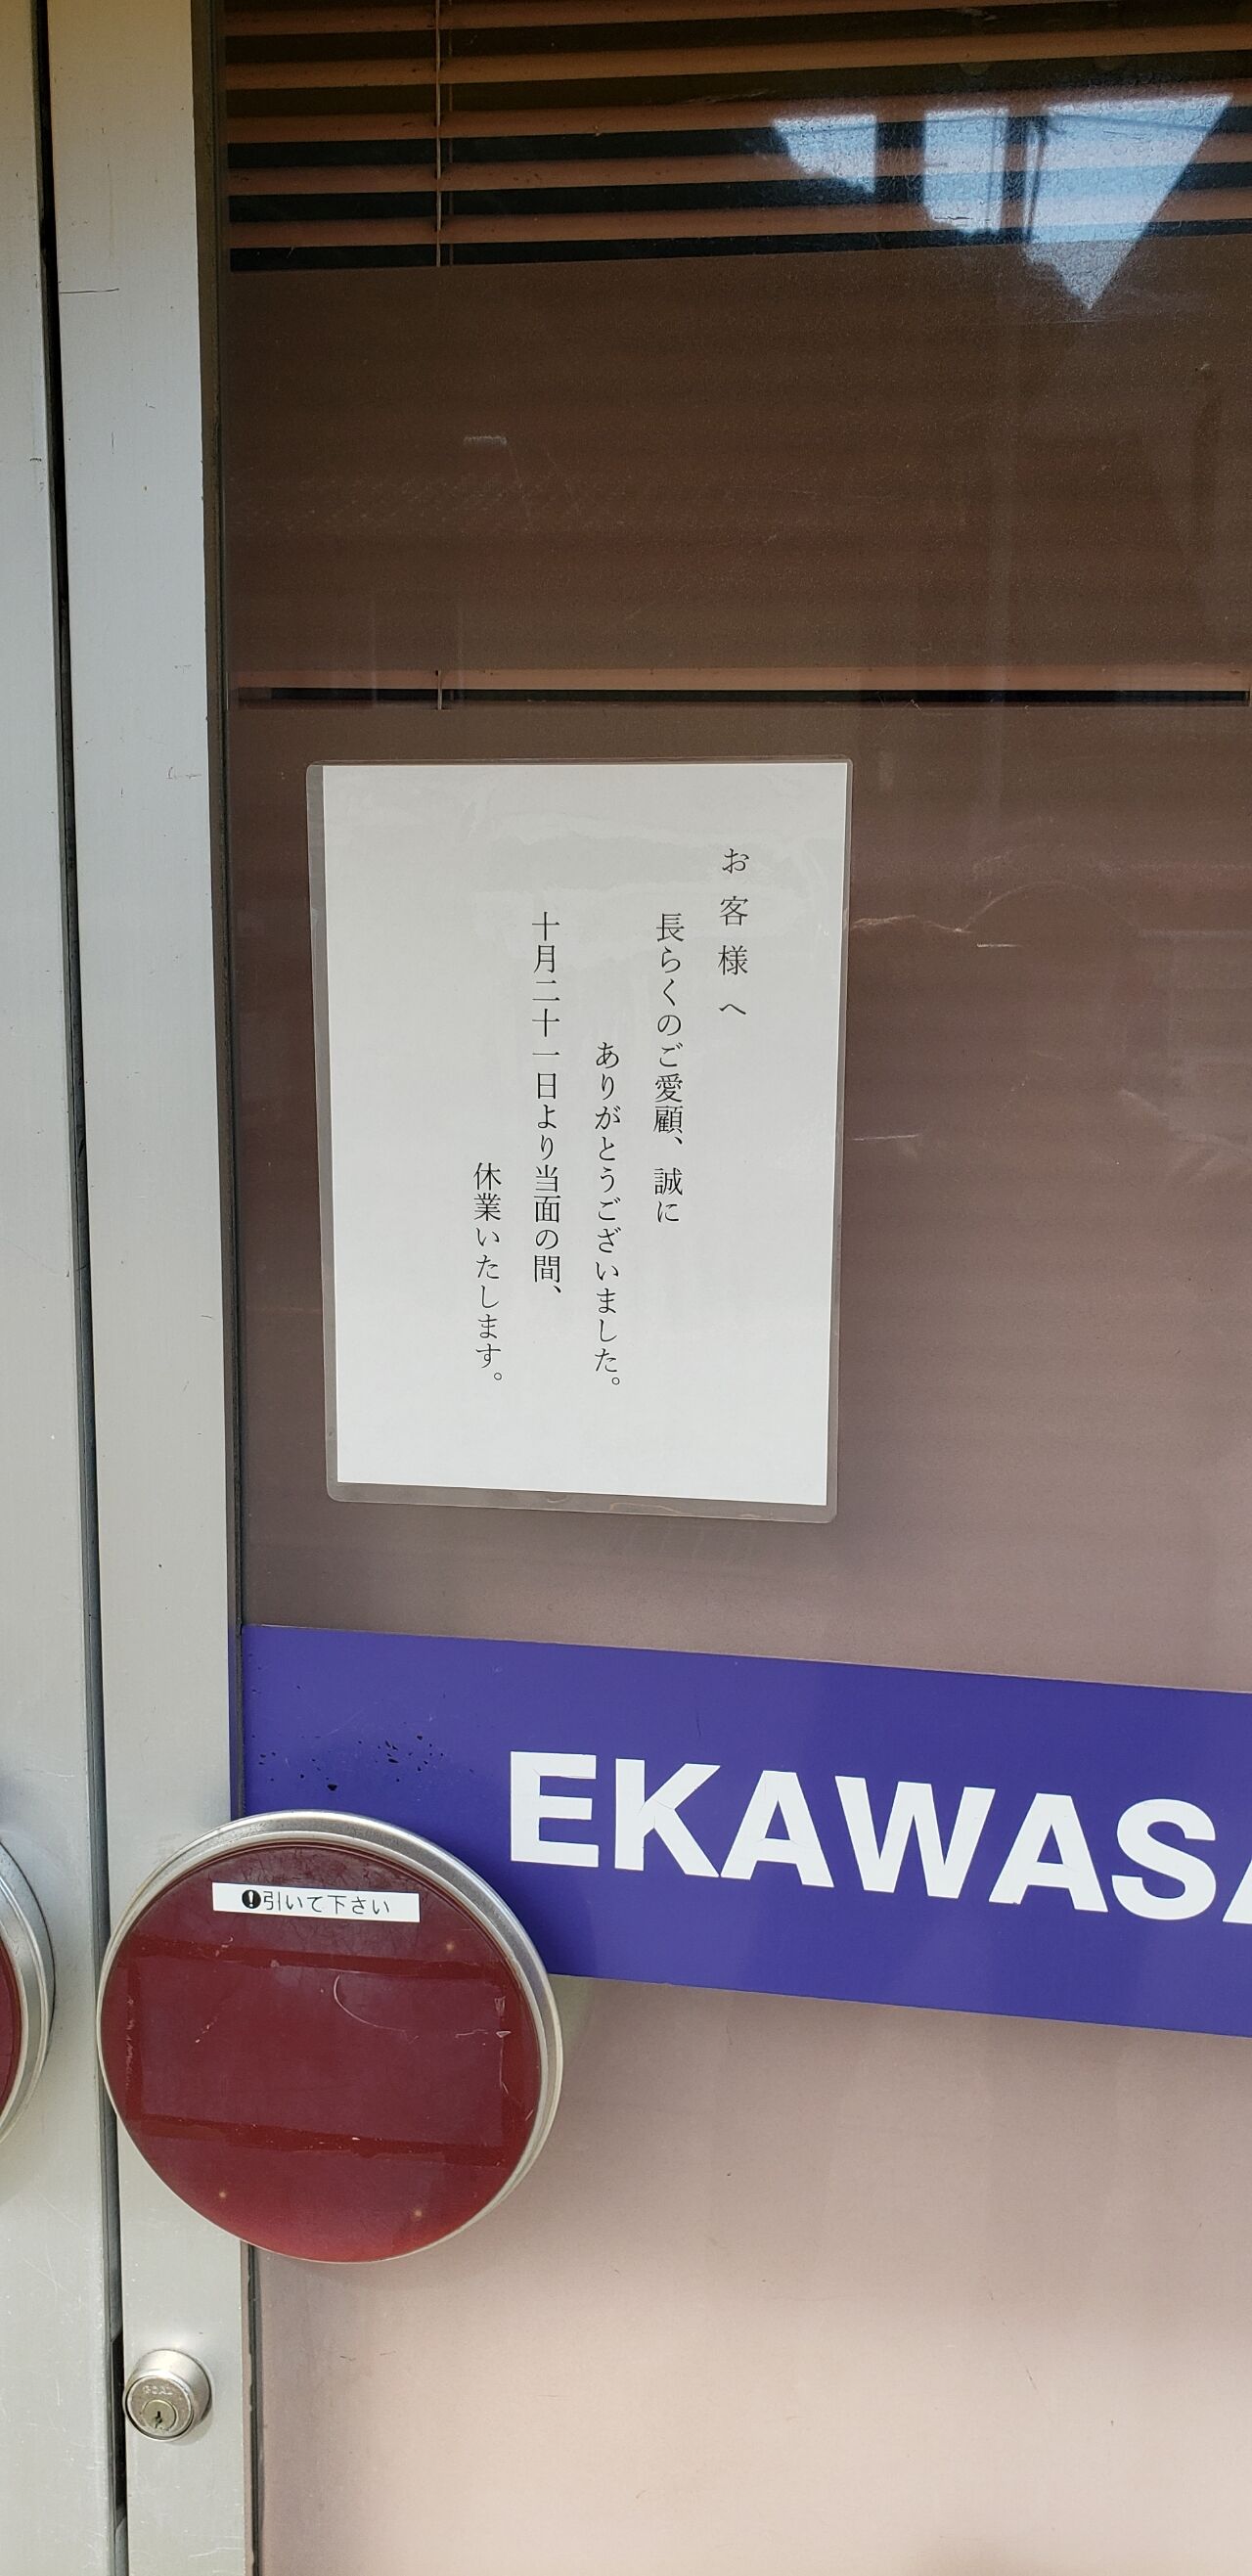 お客様へ
長らくのご愛顧、誠に
ありがとうございました。
十月二十一日より当面の間、
休業いたします。
EKAWASA
!引いて下さい
GOAL